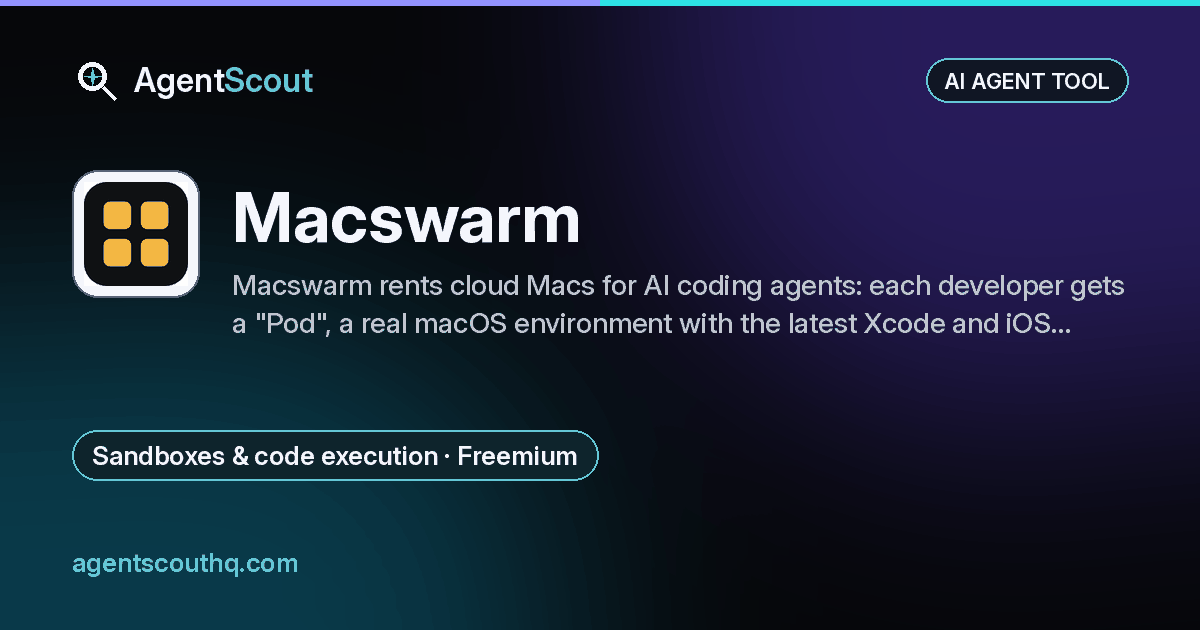 AgentScout
AI AGENT TOOL
Macswarm
Macswarm rents cloud Macs for AI coding agents: each developer gets
a "Pod", a real macOS environment with the latest Xcode and iOS...
Sandboxes & code execution · Freemium
agentscouthq.com